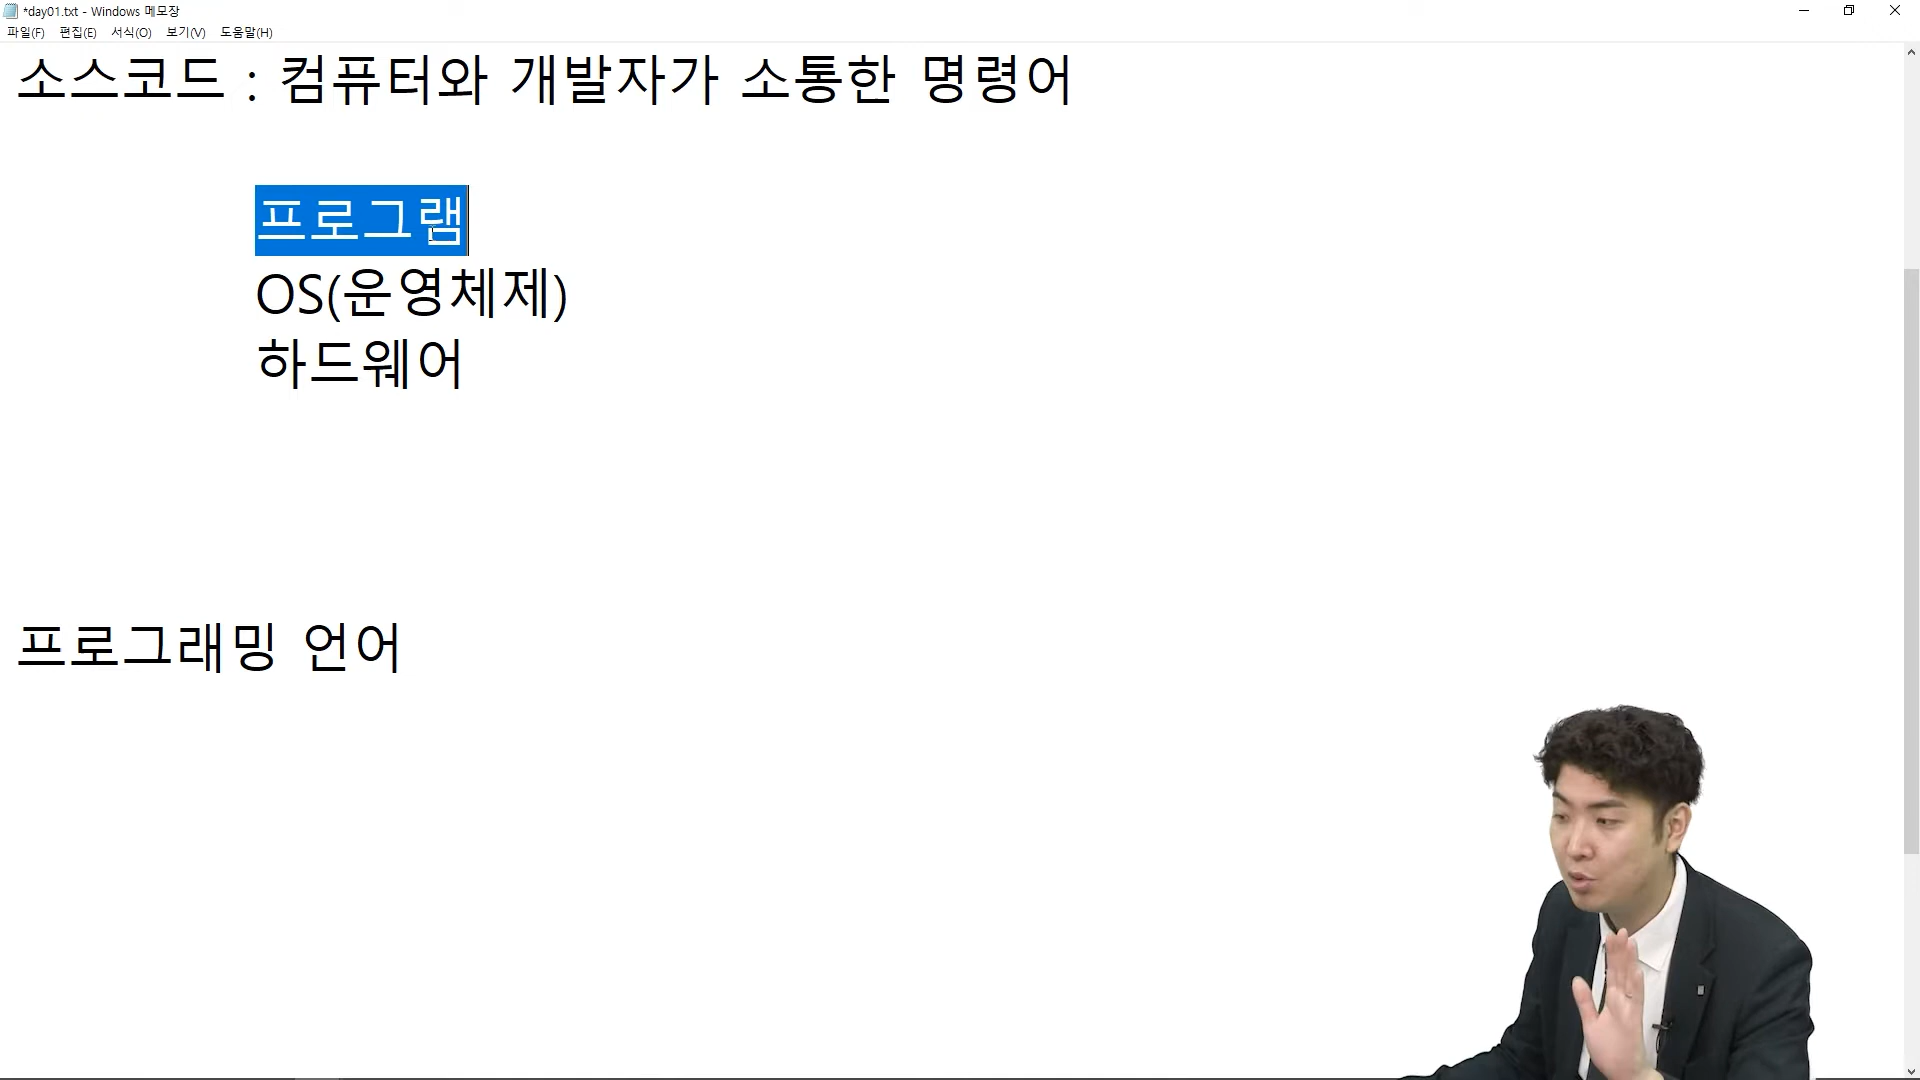 *day01.txt - Windows 메모장
파일(F) 편집(E) 서식(O) 보기(V) 도움말(H)
소스코드 : 컴퓨터와 개발자가 소통한 명령어
프로그램
OS(운영체제)
하드웨어
프로그래밍 언어